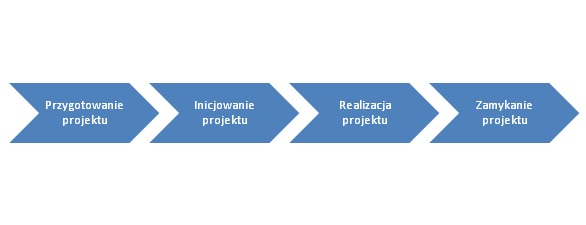 Przygotowanie
projektu
Inicjowanie
projektu
Realizacja
projektu
Zamykanie
projektu